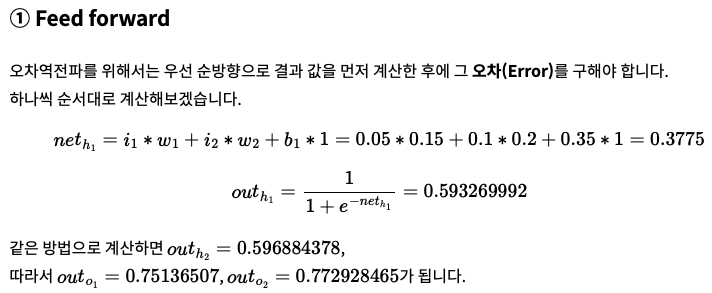 ① Feed forward
오차역전파를 위해서는 우선 순방향으로 결과 값을 먼저 계산한 후에 그 오차(Error)를 구해야 합니다.
하나씩 순서대로 계산해보겠습니다.
$net_{h_1} = i_1 * w_1 + i_2 * w_2 + b_1 * 1 = 0.05 * 0.15 + 0.1 * 0.2 + 0.35 * 1 = 0.3775$
$out_{h_1} = \frac{1}{1 + e^{-net_{h_1}}} = 0.593269992$
같은 방법으로 계산하면 $out_{h_2} = 0.596884378$,
따라서 $out_{o_1} = 0.75136507, out_{o_2} = 0.772928465$가 됩니다.